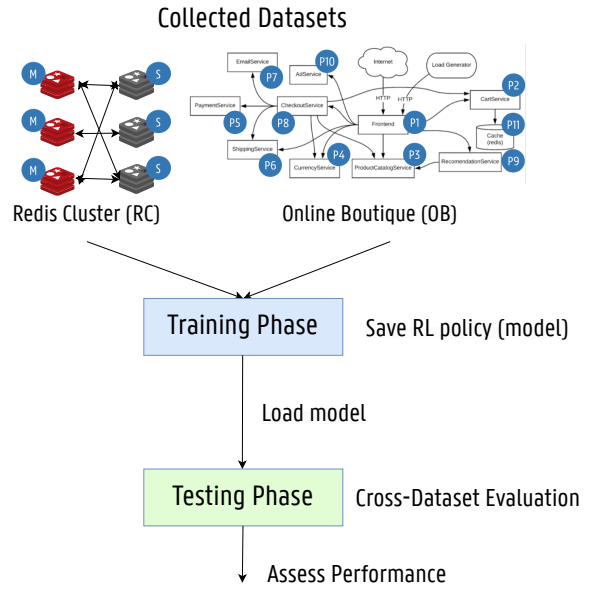 Collected Datasets
M
S
M
S
M
S
Redis Cluster (RC)
EmailService
P7
AdService
P10
Internet
Load Generator
HTTP
HTTP
P2
CartService
PaymentService
P5
CheckoutService
P8
Frontend
P1
P11
Cache
(redis)
ShippingService
P6
CurrencyService
P4
ProductCatalogService
P3
RecomendationService
P9
Online Boutique (OB)
Training Phase
Save RL policy (model)
Load model
Testing Phase
Cross-Dataset Evaluation
Assess Performance